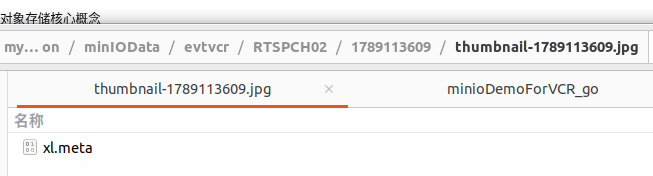 对象存储核心概念
my… on / minIOData / evtvcr / RTSPCH02 / 1789113609 / thumbnail-1789113609.jpg
thumbnail-1789113609.jpg × minioDemoForVCR_go
名称
xl.meta